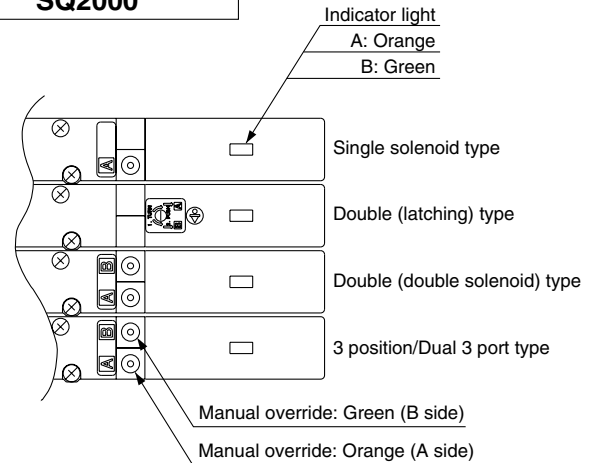 SQ2000
Indicator light
A: Orange
B: Green
A
Single solenoid type
Double (latching) type
B
A
Double (double solenoid) type
B
A
3 position/Dual 3 port type
Manual override: Green (B side)
Manual override: Orange (A side)